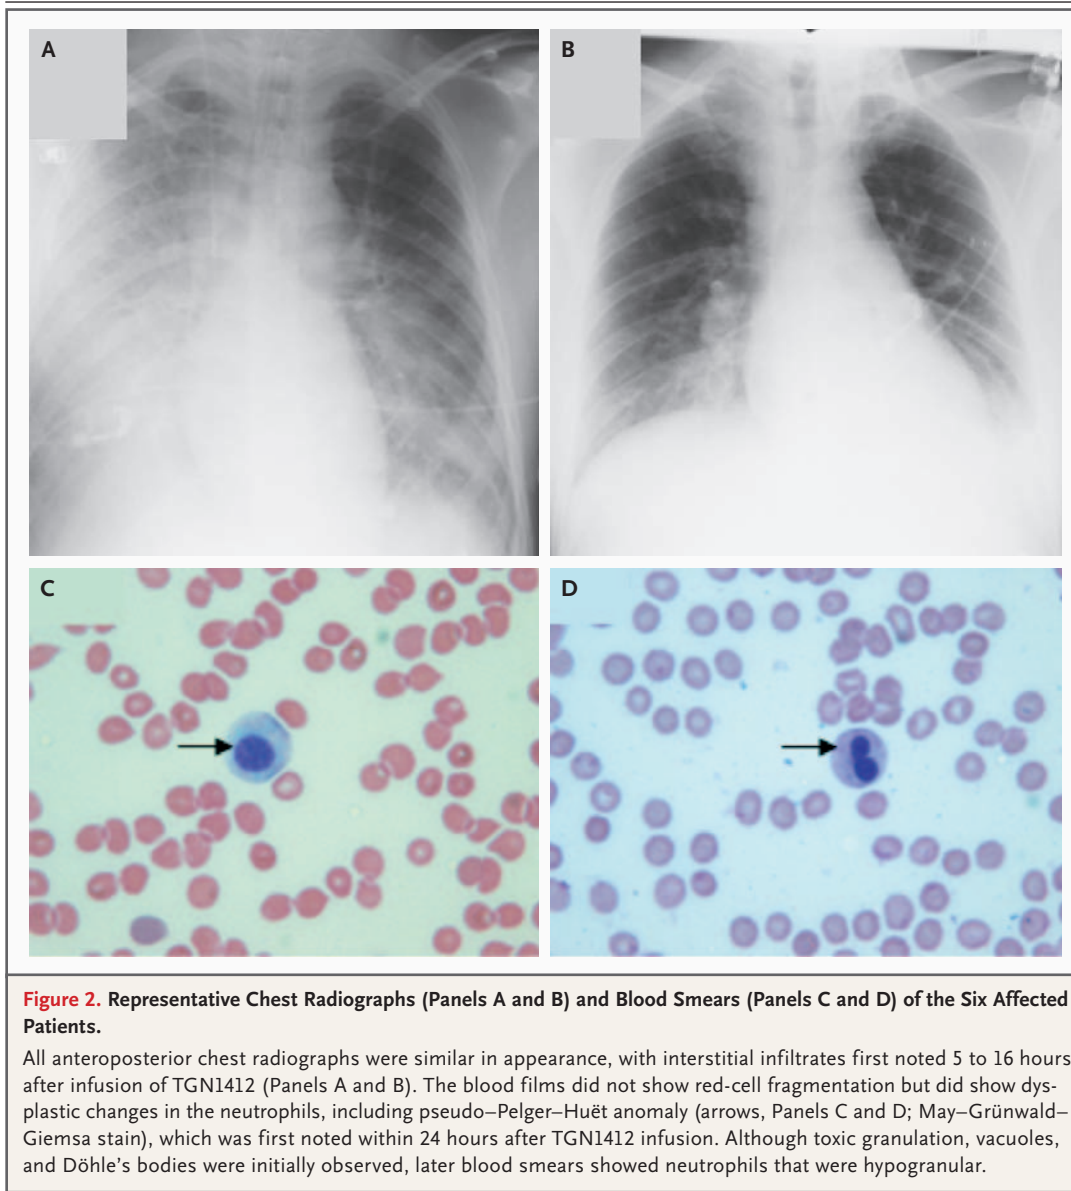 A
B
C
D
Figure 2. Representative Chest Radiographs (Panels A and B) and Blood Smears (Panels C and D) of the Six Affected
Patients.
All anteroposterior chest radiographs were similar in appearance, with interstitial infiltrates first noted 5 to 16 hours
after infusion of TGN1412 (Panels A and B). The blood films did not show red-cell fragmentation but did show dys-
plastic changes in the neutrophils, including pseudo–Pelger–Huët anomaly (arrows, Panels C and D; May–Grünwald–
Giemsa stain), which was first noted within 24 hours after TGN1412 infusion. Although toxic granulation, vacuoles,
and Döhle’s bodies were initially observed, later blood smears showed neutrophils that were hypogranular.